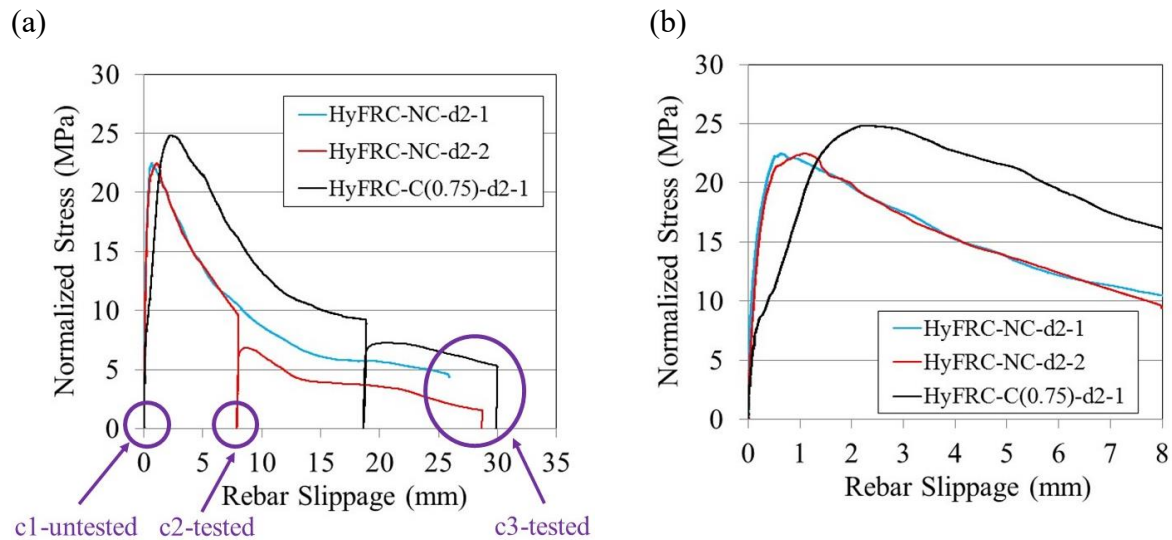 (a)
(b)
30
25
20
15
10
5
0
Normalized Stress (MPa)
HyFRC-NC-d2-1
HyFRC-NC-d2-2
HyFRC-C(0.75)-d2-1
0 5 10 15 20 25 30 35
Rebar Slippage (mm)
c1-untested c2-tested c3-tested
30
25
20
15
10
5
0
Normalized Stress (MPa)
HyFRC-NC-d2-1
HyFRC-NC-d2-2
HyFRC-C(0.75)-d2-1
0 1 2 3 4 5 6 7 8
Rebar Slippage (mm)